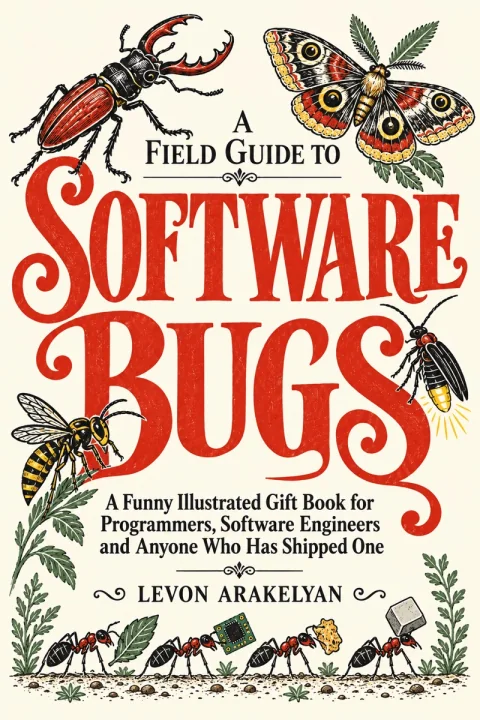 A
FIELD GUIDE TO
SOFTWARE
BUGS
A Funny Illustrated Gift Book for
Programmers, Software Engineers
and Anyone Who Has Shipped One
LEVON ARAKELYAN